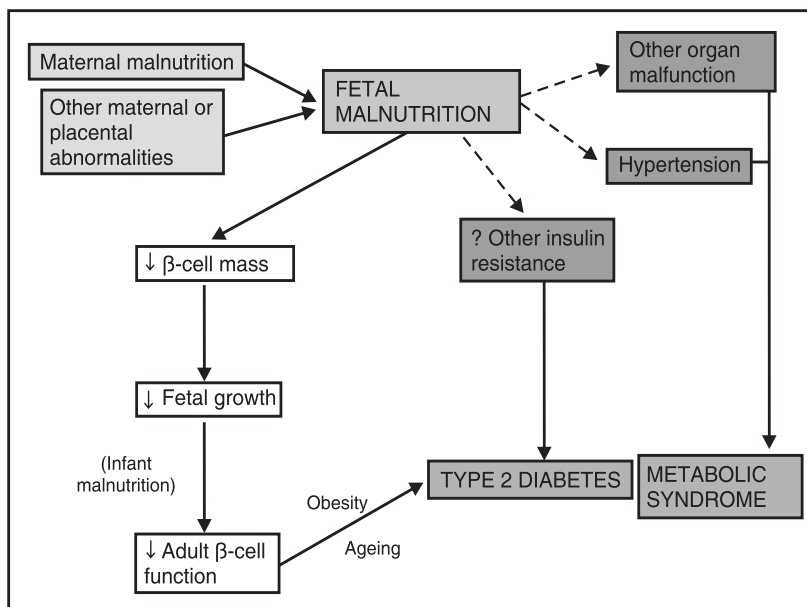 Maternal malnutrition
Other maternal or
placental
abnormalities
FETAL
MALNUTRITION
Other organ
malfunction
Hypertension
? Other insulin
resistance
↓ β-cell mass
↓ Fetal growth
(Infant
malnutrition)
↓ Adult β-cell
function
Obesity
Ageing
TYPE 2 DIABETES
METABOLIC
SYNDROME